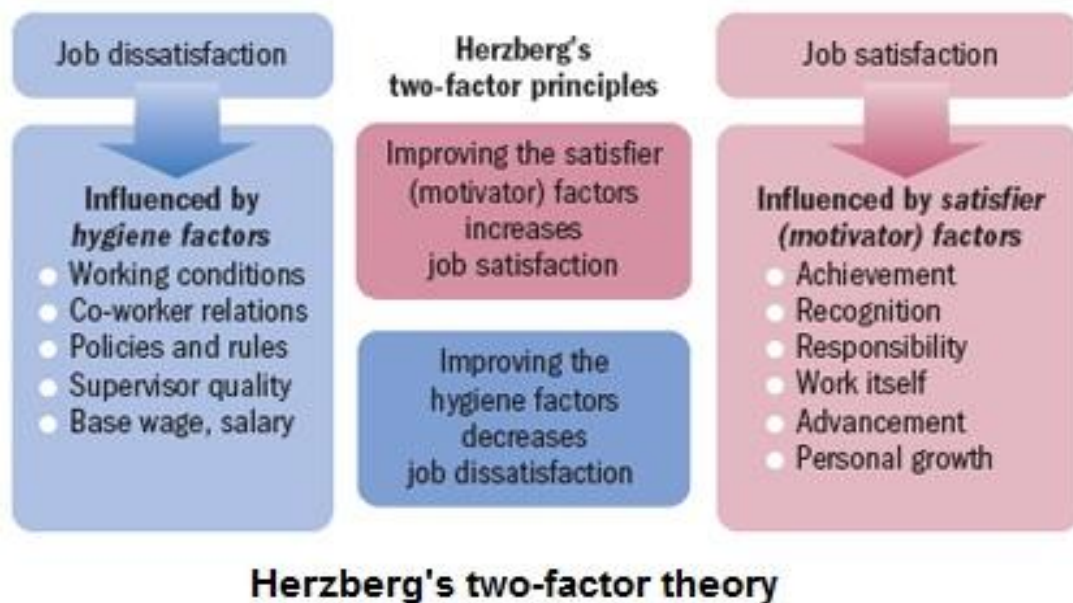 Job dissatisfaction
Influenced by
hygiene factors
Working conditions
Co-worker relations
Policies and rules
Supervisor quality
Base wage, salary
Herzberg's
two-factor principles
Improving the satisfier
(motivator) factors
increases
job satisfaction
Improving the
hygiene factors
decreases
job dissatisfaction
Job satisfaction
Influenced by satisfier
(motivator) factors
Achievement
Recognition
Responsibility
Work itself
Advancement
Personal growth
Herzberg's two-factor theory